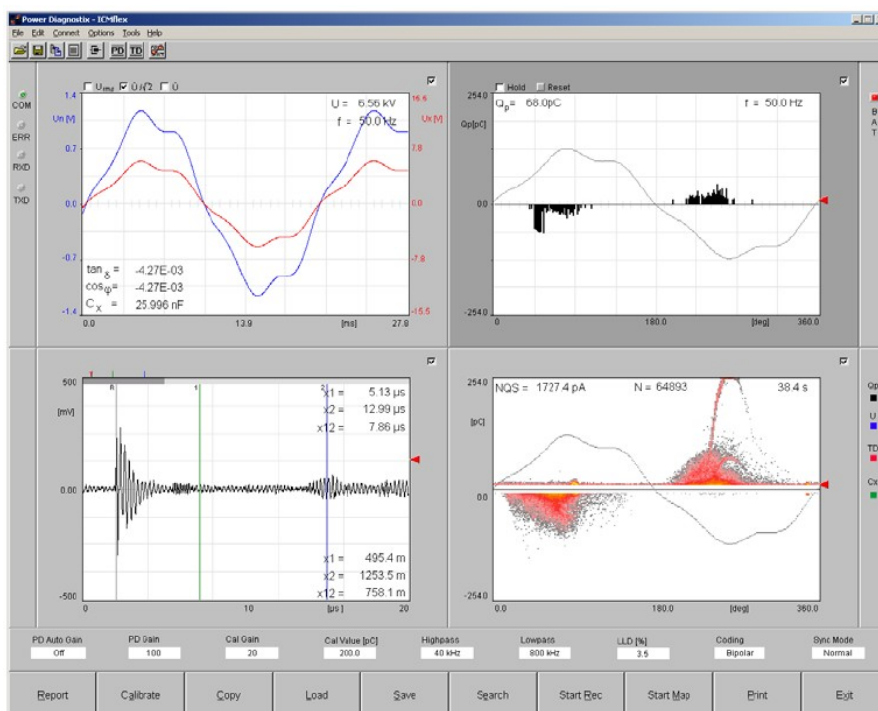 Power Diagnostix - ICMflex
File Edit Connect Options Tools Help
PD TD
COM
ERR
RXD
TXD
Urms Û/√2 Û
1.4
Un [V]
0.7
0.0
-0.7
-1.4
U = 6.56 kV
f = 50.0 Hz
16.6
Ux [V]
7.8
0.0
-7.8
-15.6
tan δ = -4.27E-03
cos φ = -4.27E-03
C x = 25.996 nF
0.0 13.9 [ms] 27.8
Hold Reset
254.0
Qp[pC]
0.0
-254.0
Qp= 68.0pC f = 50.0 Hz
0 180.0 [deg] 360.0
B
A
T
500
[mV]
0.00
-500
1 2
x1 = 5.13 µs
x2 = 12.99 µs
x12 = 7.86 µs
x1 = 495.4 m
x2 = 1253.5 m
x12 = 758.1 m
0 10 [µs] 20
254.0
[pC]
0.0
-254.0
NQS = 1727.4 pA N = 64893 38.4 s
0.0 180.0 [deg] 360.0
Qp
U
TD
Cx
PD Auto Gain PD Gain Cal Gain Cal Value [pC] Highpass Lowpass LLD [%] Coding Sync Mode
Off 100 20 200.0 40 kHz 800 kHz 3.5 Bipolar Normal
Report Calibrate Copy Load Save Search Start Rec Start Map Print Exit